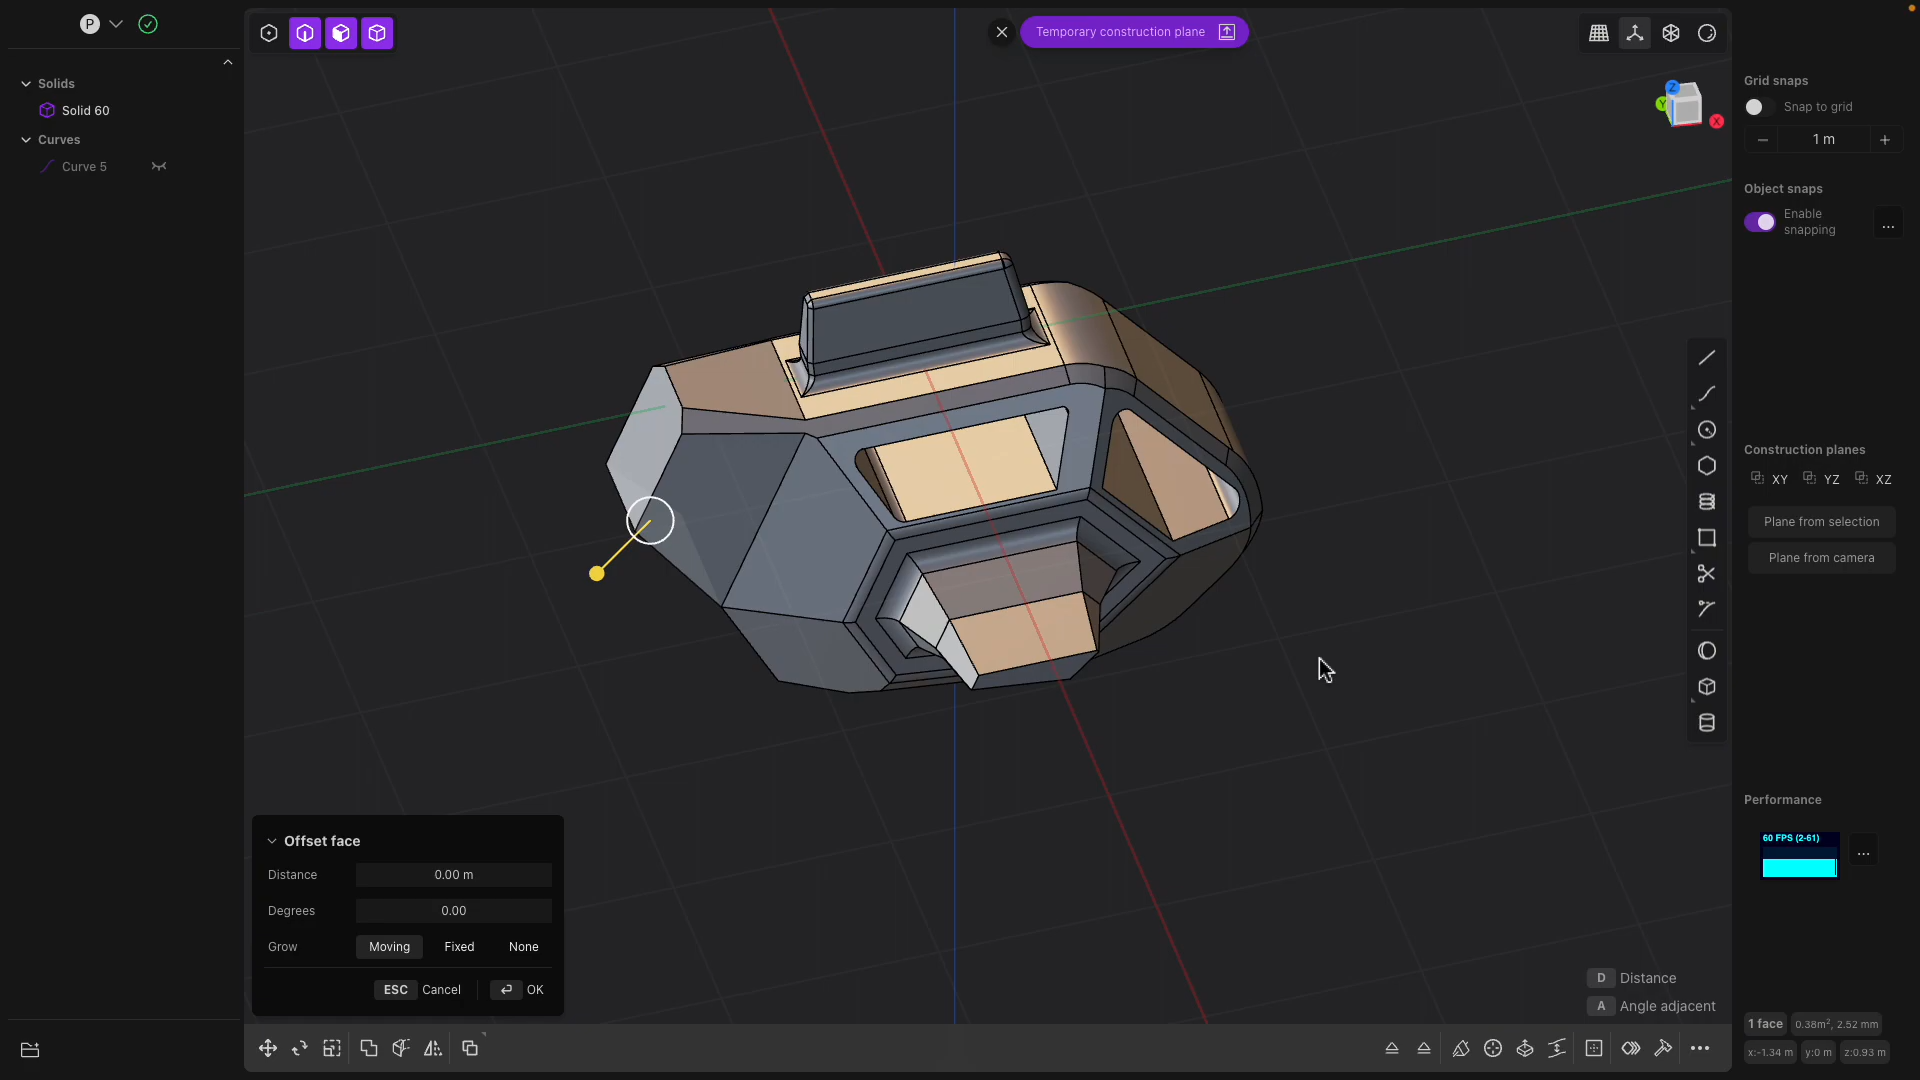 P
Solids
Solid 60
Curves
Curve 5
Temporary construction plane
Z
Y
X
Grid snaps
Snap to grid
1 m
Object snaps
Enable
snapping
...
Construction planes
XY
YZ
XZ
Plane from selection
Plane from camera
Performance
60 FPS (2-61)
...
Offset face
Distance
0.00 m
Degrees
0.00
Grow
Moving
Fixed
None
ESC
Cancel
OK
D
Distance
A
Angle adjacent
1 face
0.38m², 2.52 mm
x:-1.34 m
y:0 m
z:0.93 m